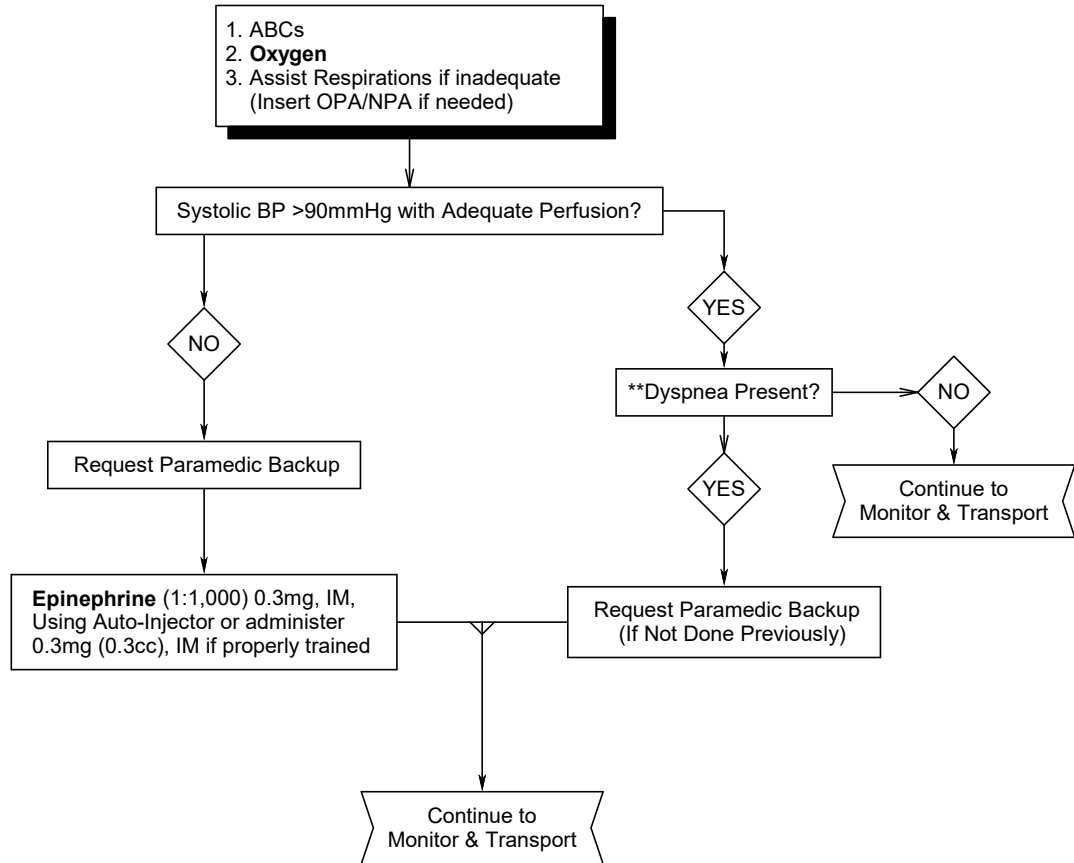 1. ABCs
2. Oxygen
3. Assist Respirations if inadequate
(Insert OPA/NPA if needed)
Systolic BP >90mmHg with Adequate Perfusion?
YES
NO
**Dyspnea Present?
NO
Request Paramedic Backup
YES
Continue to
Monitor & Transport
Epinephrine (1:1,000) 0.3mg, IM,
Using Auto-Injector or administer
0.3mg (0.3cc), IM if properly trained
Request Paramedic Backup
(If Not Done Previously)
Continue to
Monitor & Transport